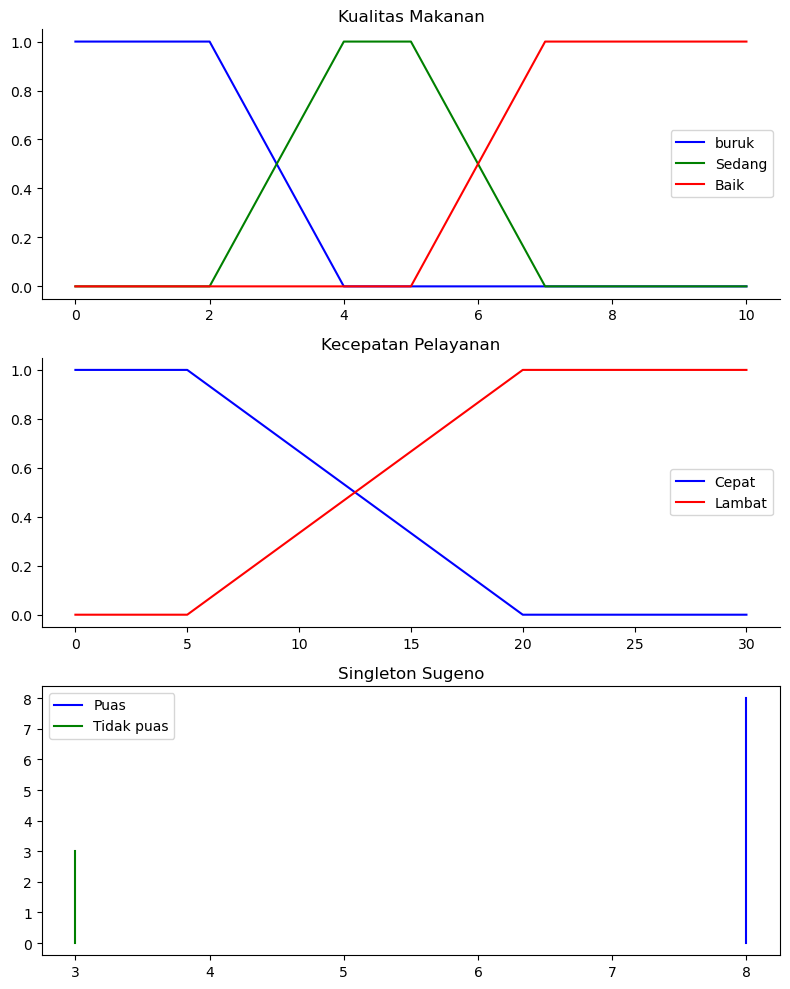 Kualitas Makanan
1.0
0.8
0.6
0.4
0.2
0.0
buruk
Sedang
Baik
0 2 4 6 8 10
Kecepatan Pelayanan
1.0
0.8
0.6
0.4
0.2
0.0
Cepat
Lambat
0 5 10 15 20 25 30
Singleton Sugeno
8
7
6
5
4
3
2
1
0
Puas
Tidak puas
3 4 5 6 7 8